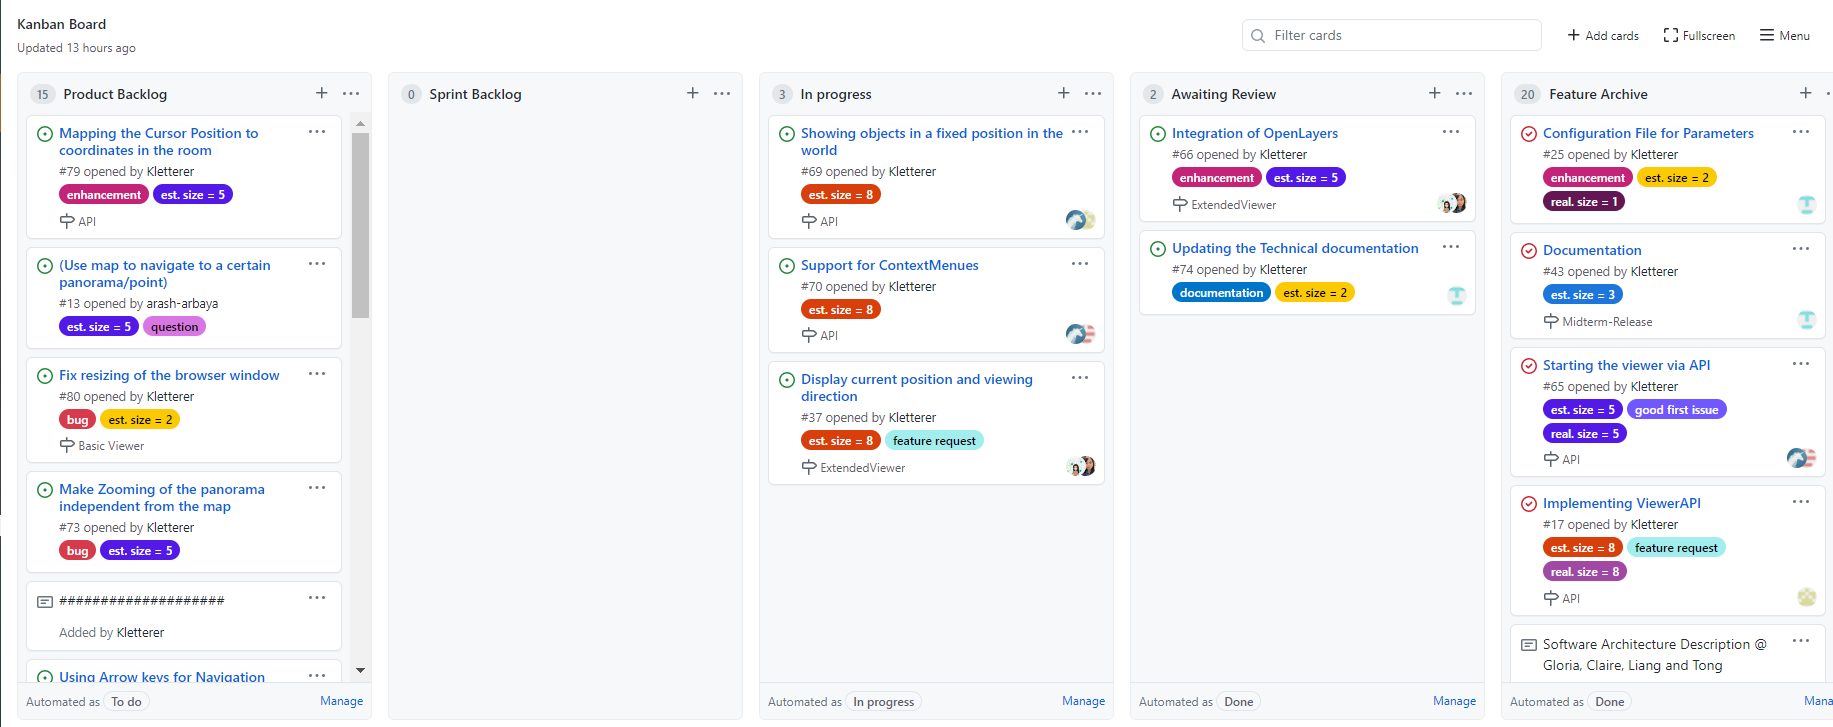 Kanban Board
Updated 13 hours ago
Filter cards
Add cards
Fullscreen
Menu
15 Product Backlog
Mapping the Cursor Position to
coordinates in the room
#79 opened by Kletterer
enhancement est. size = 5
API
(Use map to navigate to a certain
panorama/point)
#13 opened by arash-arbaya
est. size = 5 question
Fix resizing of the browser window
#80 opened by Kletterer
bug est. size = 2
Basic Viewer
Make Zooming of the panorama
independent from the map
#73 opened by Kletterer
bug est. size = 5
####################
Added by Kletterer
Using Arrow keys for Navigation
Automated as To do Manage
0 Sprint Backlog
3 In progress
Showing objects in a fixed position in the
world
#69 opened by Kletterer
est. size = 8
API
Support for ContextMenues
#70 opened by Kletterer
est. size = 8
API
Display current position and viewing
direction
#37 opened by Kletterer
est. size = 8 feature request
ExtendedViewer
Automated as In progress Manage
2 Awaiting Review
Integration of OpenLayers
#66 opened by Kletterer
enhancement est. size = 5
ExtendedViewer
Updating the Technical documentation
#74 opened by Kletterer
documentation est. size = 2
Automated as Done Manage
20 Feature Archive
Configuration File for Parameters
#25 opened by Kletterer
enhancement est. size = 2
real. size = 1
Documentation
#43 opened by Kletterer
est. size = 3
Midterm-Release
Starting the viewer via API
#65 opened by Kletterer
est. size = 5 good first issue
real. size = 5
API
Implementing ViewerAPI
#17 opened by Kletterer
est. size = 8 feature request
real. size = 8
API
Software Architecture Description @
Gloria, Claire, Liang and Tong
Automated as Done Mana